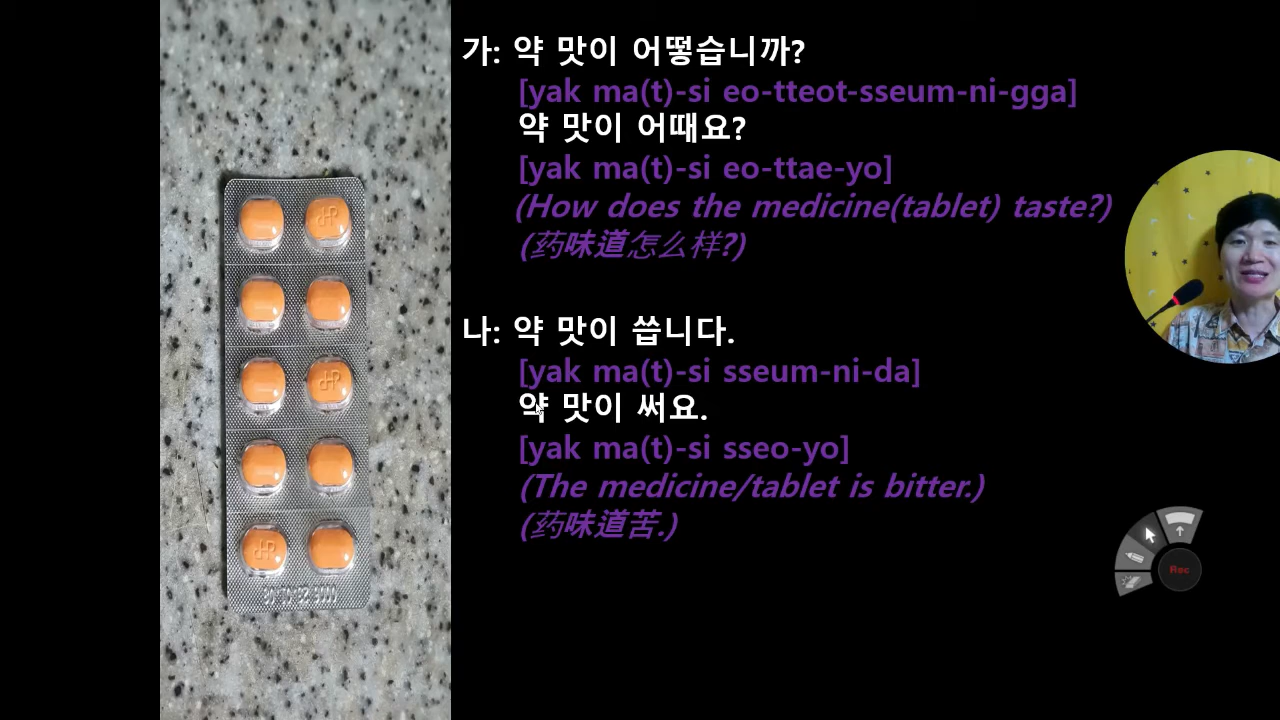 가: 약 맛이 어떻습니까?
[yak ma(t)-si eo-tteot-sseum-ni-gga]
약 맛이 어때요?
[yak ma(t)-si eo-ttae-yo]
(How does the medicine(tablet) taste?)
(药味道怎么样?)
나: 약 맛이 씁니다.
[yak ma(t)-si sseum-ni-da]
약 맛이 써요.
[yak ma(t)-si sseo-yo]
(The medicine/tablet is bitter.)
(药味道苦.)
Rec